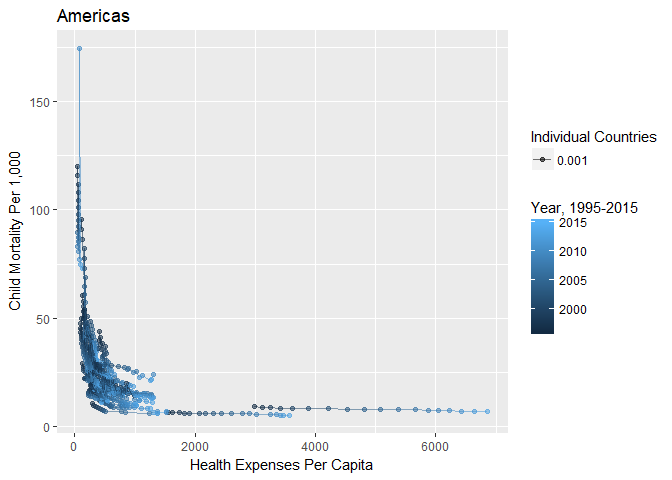 Americas
150
100
50
0
Child Mortality Per 1,000
0 2000 4000 6000
Health Expenses Per Capita
Individual Countries
0.001
Year, 1995-2015
2015
2010
2005
2000